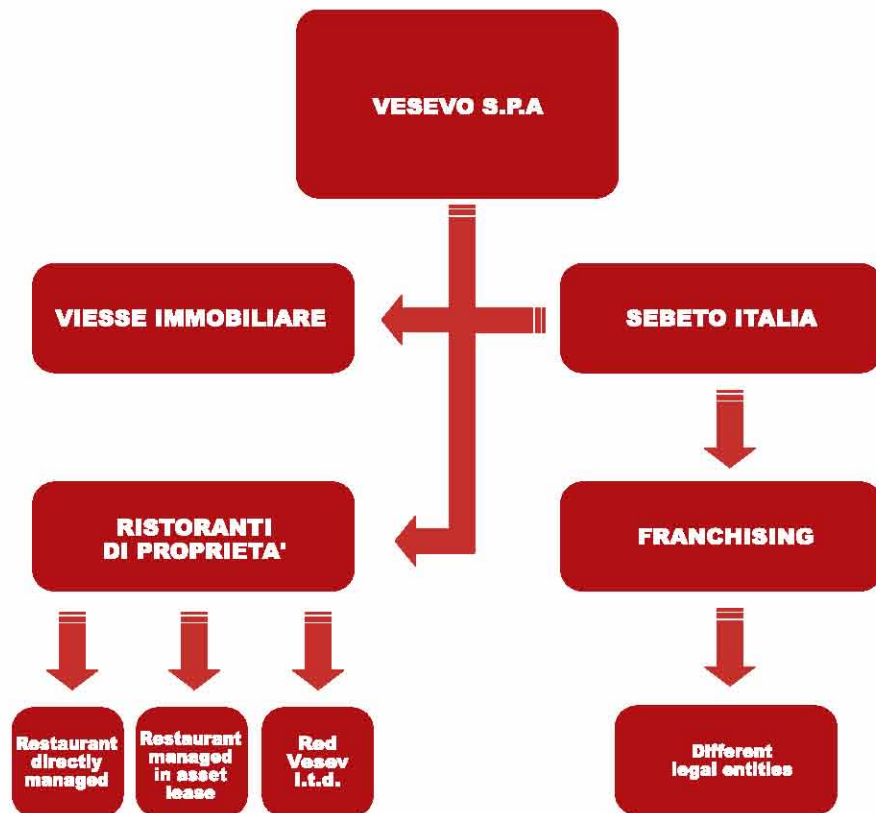 VESEVO S.P.A
VIESSE IMMOBILIARE
SEBETO ITALIA
RISTORANTI
DI PROPRIETA'
FRANCHISING
Restaurant
directly
managed
Restaurant
managed
in asset
lease
Red
Vesev
l.t.d.
Different
legal entities